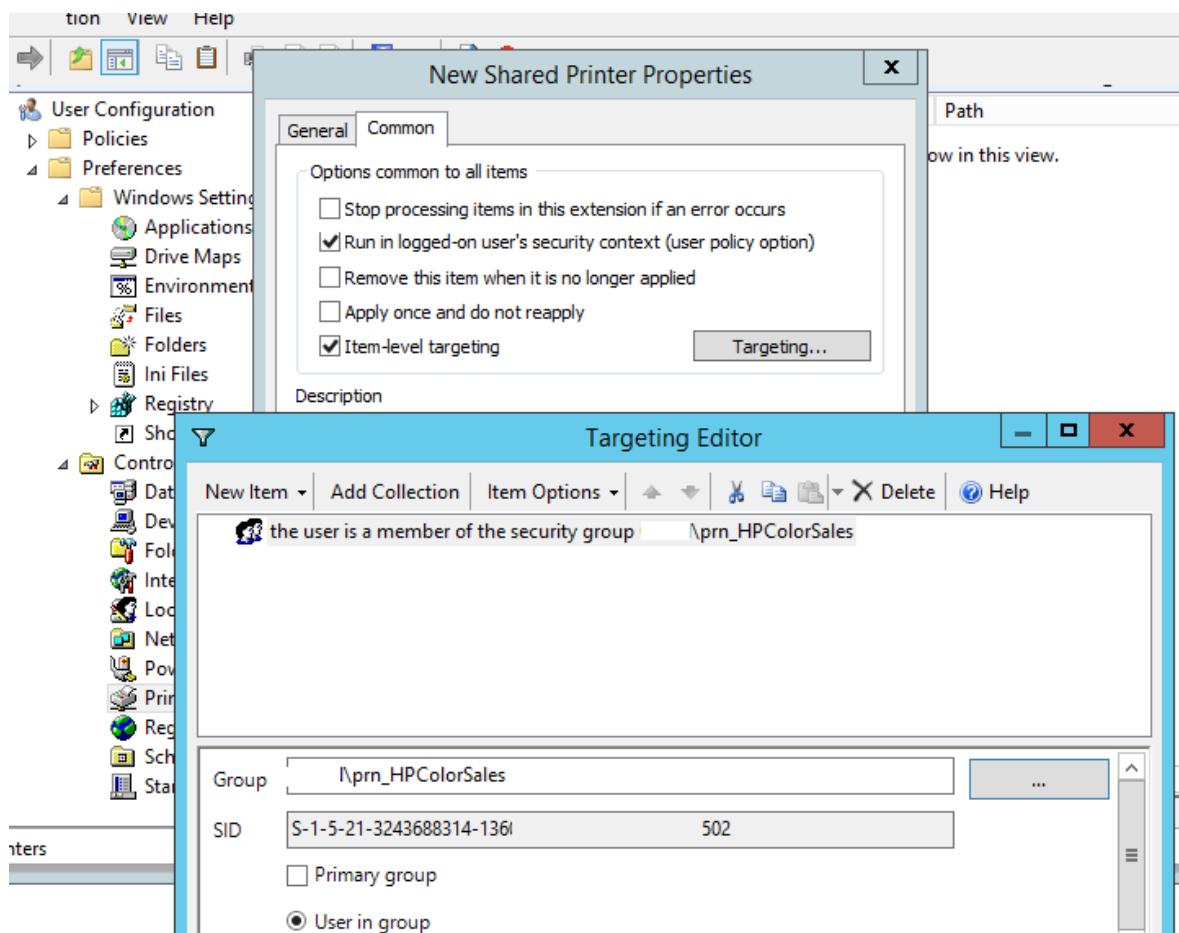 tion View Help
New Shared Printer Properties
x
User Configuration
Policies
Preferences
Windows Setting
Applications
Drive Maps
Environment
Files
Folders
Ini Files
Registry
Sho
Contro
Dat
Dev
Fol
Inte
Loc
Net
Pov
Prin
Reg
Sch
Star
nters
Path
ow in this view.
General Common
Options common to all items
Stop processing items in this extension if an error occurs
Run in logged-on user's security context (user policy option)
Remove this item when it is no longer applied
Apply once and do not reapply
Item-level targeting
Targeting...
Description
Targeting Editor
x
New Item Add Collection Item Options Delete Help
the user is a member of the security group \prn_HPColorSales
Group \prn_HPColorSales ...
SID S-1-5-21-3243688314-136 502
Primary group
User in group